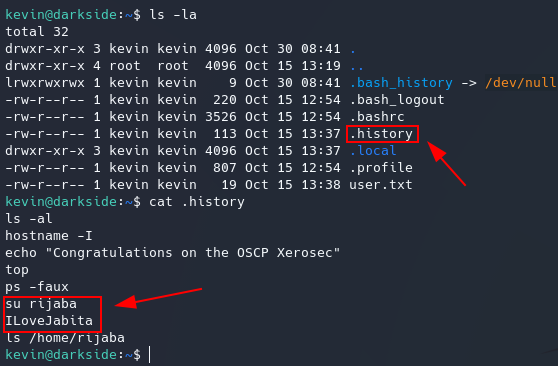 kevin@darkside:~$ ls -la
total 32
drwxr-xr-x 3 kevin kevin 4096 Oct 30 08:41 .
drwxr-xr-x 4 root  root  4096 Oct 15 13:19 ..
lrwxrwxrwx 1 kevin kevin    9 Oct 30 08:41 .bash_history -> /dev/null
-rw-r--r-- 1 kevin kevin  220 Oct 15 12:54 .bash_logout
-rw-r--r-- 1 kevin kevin 3526 Oct 15 12:54 .bashrc
-rw-r--r-- 1 kevin kevin  113 Oct 15 13:37 .history
drwxr-xr-x 3 kevin kevin 4096 Oct 15 13:37 .local
-rw-r--r-- 1 kevin kevin  807 Oct 15 12:54 .profile
-rw-r--r-- 1 kevin kevin   19 Oct 15 13:38 user.txt
kevin@darkside:~$ cat .history
ls -al
hostname -I
echo "Congratulations on the OSCP Xerosec"
top
ps -faux
su rijaba
ILoveJabita
ls /home/rijaba
kevin@darkside:~$